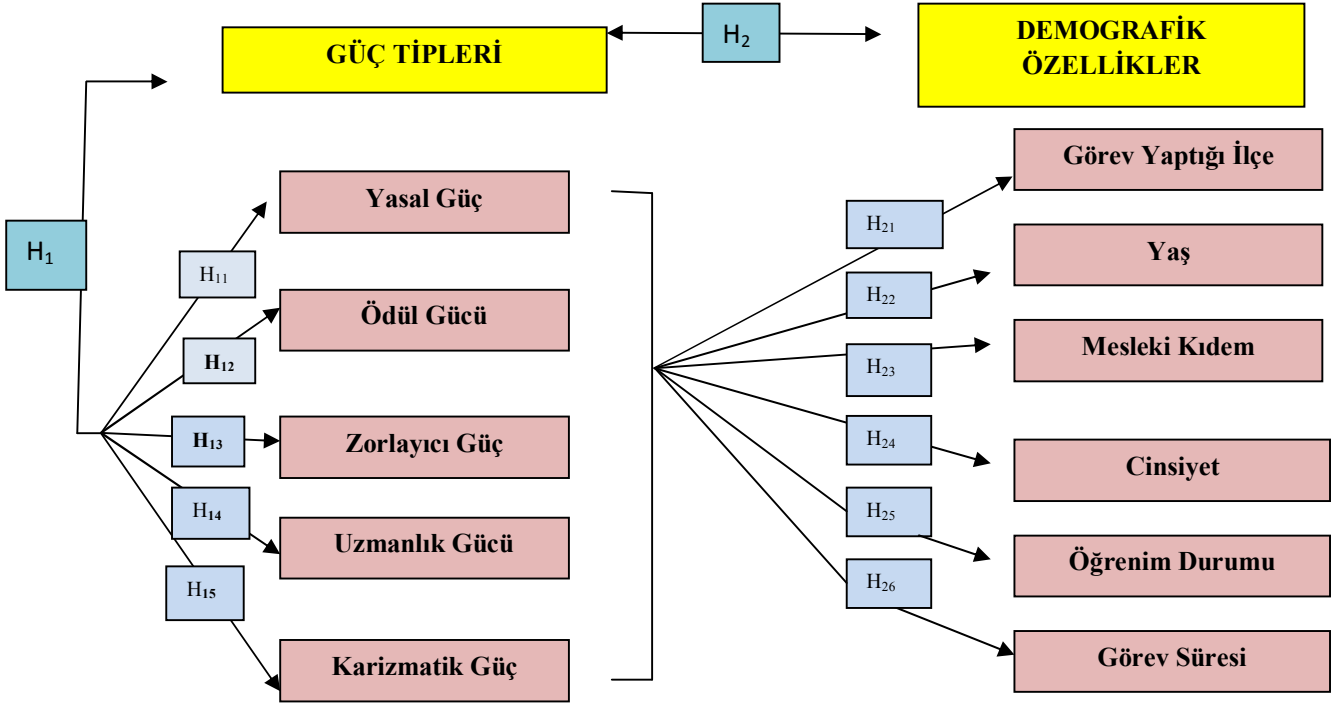 H₂
GÜÇ TİPLERİ
DEMOGRAFİK
ÖZELLİKLER
H₁
H₁₁
Yasal Güç
H₁₂
Ödül Gücü
H₁₃
Zorlayıcı Güç
H₁₄
Uzmanlık Gücü
H₁₅
Karizmatik Güç
H₂₁
Görev Yaptığı İlçe
H₂₂
Yaş
H₂₃
Mesleki Kıdem
H₂₄
Cinsiyet
H₂₅
Öğrenim Durumu
H₂₆
Görev Süresi